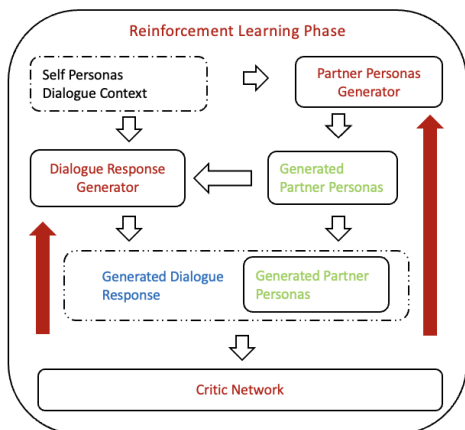 Reinforcement Learning Phase
Self Personas
Dialogue Context
Partner Personas
Generator
Dialogue Response
Generator
Generated
Partner Personas
Generated Dialogue
Response
Generated Partner
Personas
Critic Network